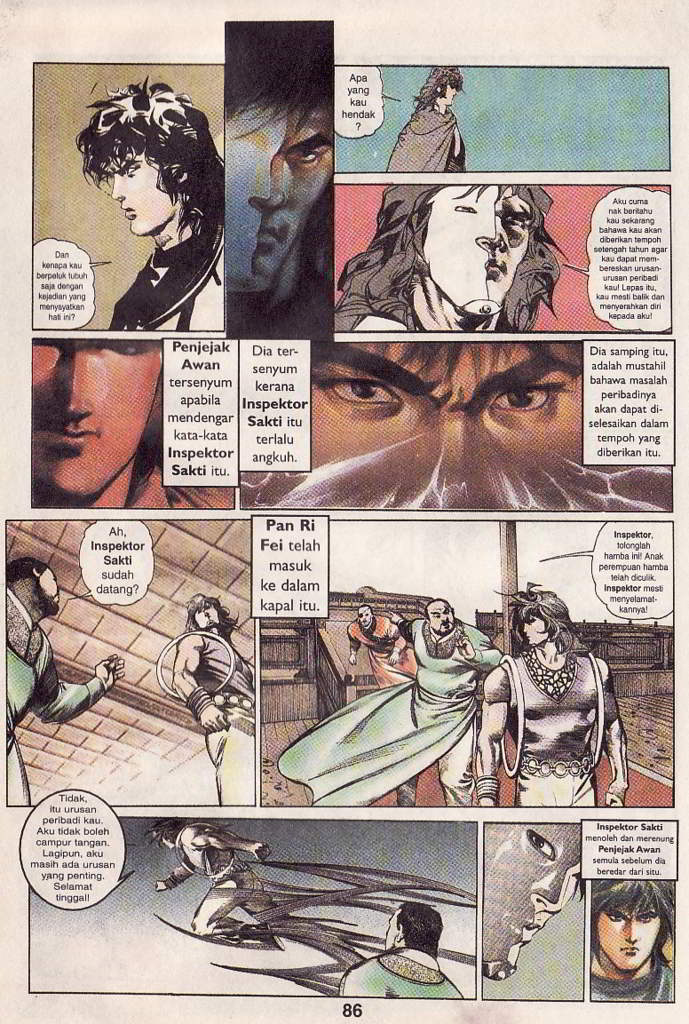 Dan
kenapa kau
berpeluk tubuh
saja dengan
kejadian yang
menysyatkan
hati ini?
Apa
yang
kau
hendak
?
Aku cuma
nak beritahu
kau sekarang
bahawa kau akan
diberikan tempoh
setengah tahun agar
kau dapat mem-
bereskan urusan-
urusan peribadi
kau! Lepas itu,
kau mesti balik dan
menyerahkan diri
kepada aku!
Penjejak
Awan
tersenyum
apabila
mendengar
kata-kata
Inspektor
Sakti itu.
Dia ter-
senyum
kerana
Inspektor
Sakti itu
terlalu
angkuh.
Dia samping itu,
adalah mustahil
bahawa masalah
peribadinya
akan dapat di-
selesaikan dalam
tempoh yang
diberikan itu.
Ah,
Inspektor
Sakti
sudah
datang?
Pan Ri
Fei telah
masuk
ke dalam
kapal itu.
Inspektor,
tolonglah
hamba ini! Anak
perempuan hamba
telah diculik.
Inspektor mesti
menyelamat-
kannya!
Tidak,
itu urusan
peribadi kau.
Aku tidak boleh
campur tangan.
Lagipun, aku
masih ada urusan
yang penting.
Selamat
tinggal!
Inspektor Sakti
menoleh dan merenung
Penjejak Awan
semula sebelum dia
beredar dari situ.
86